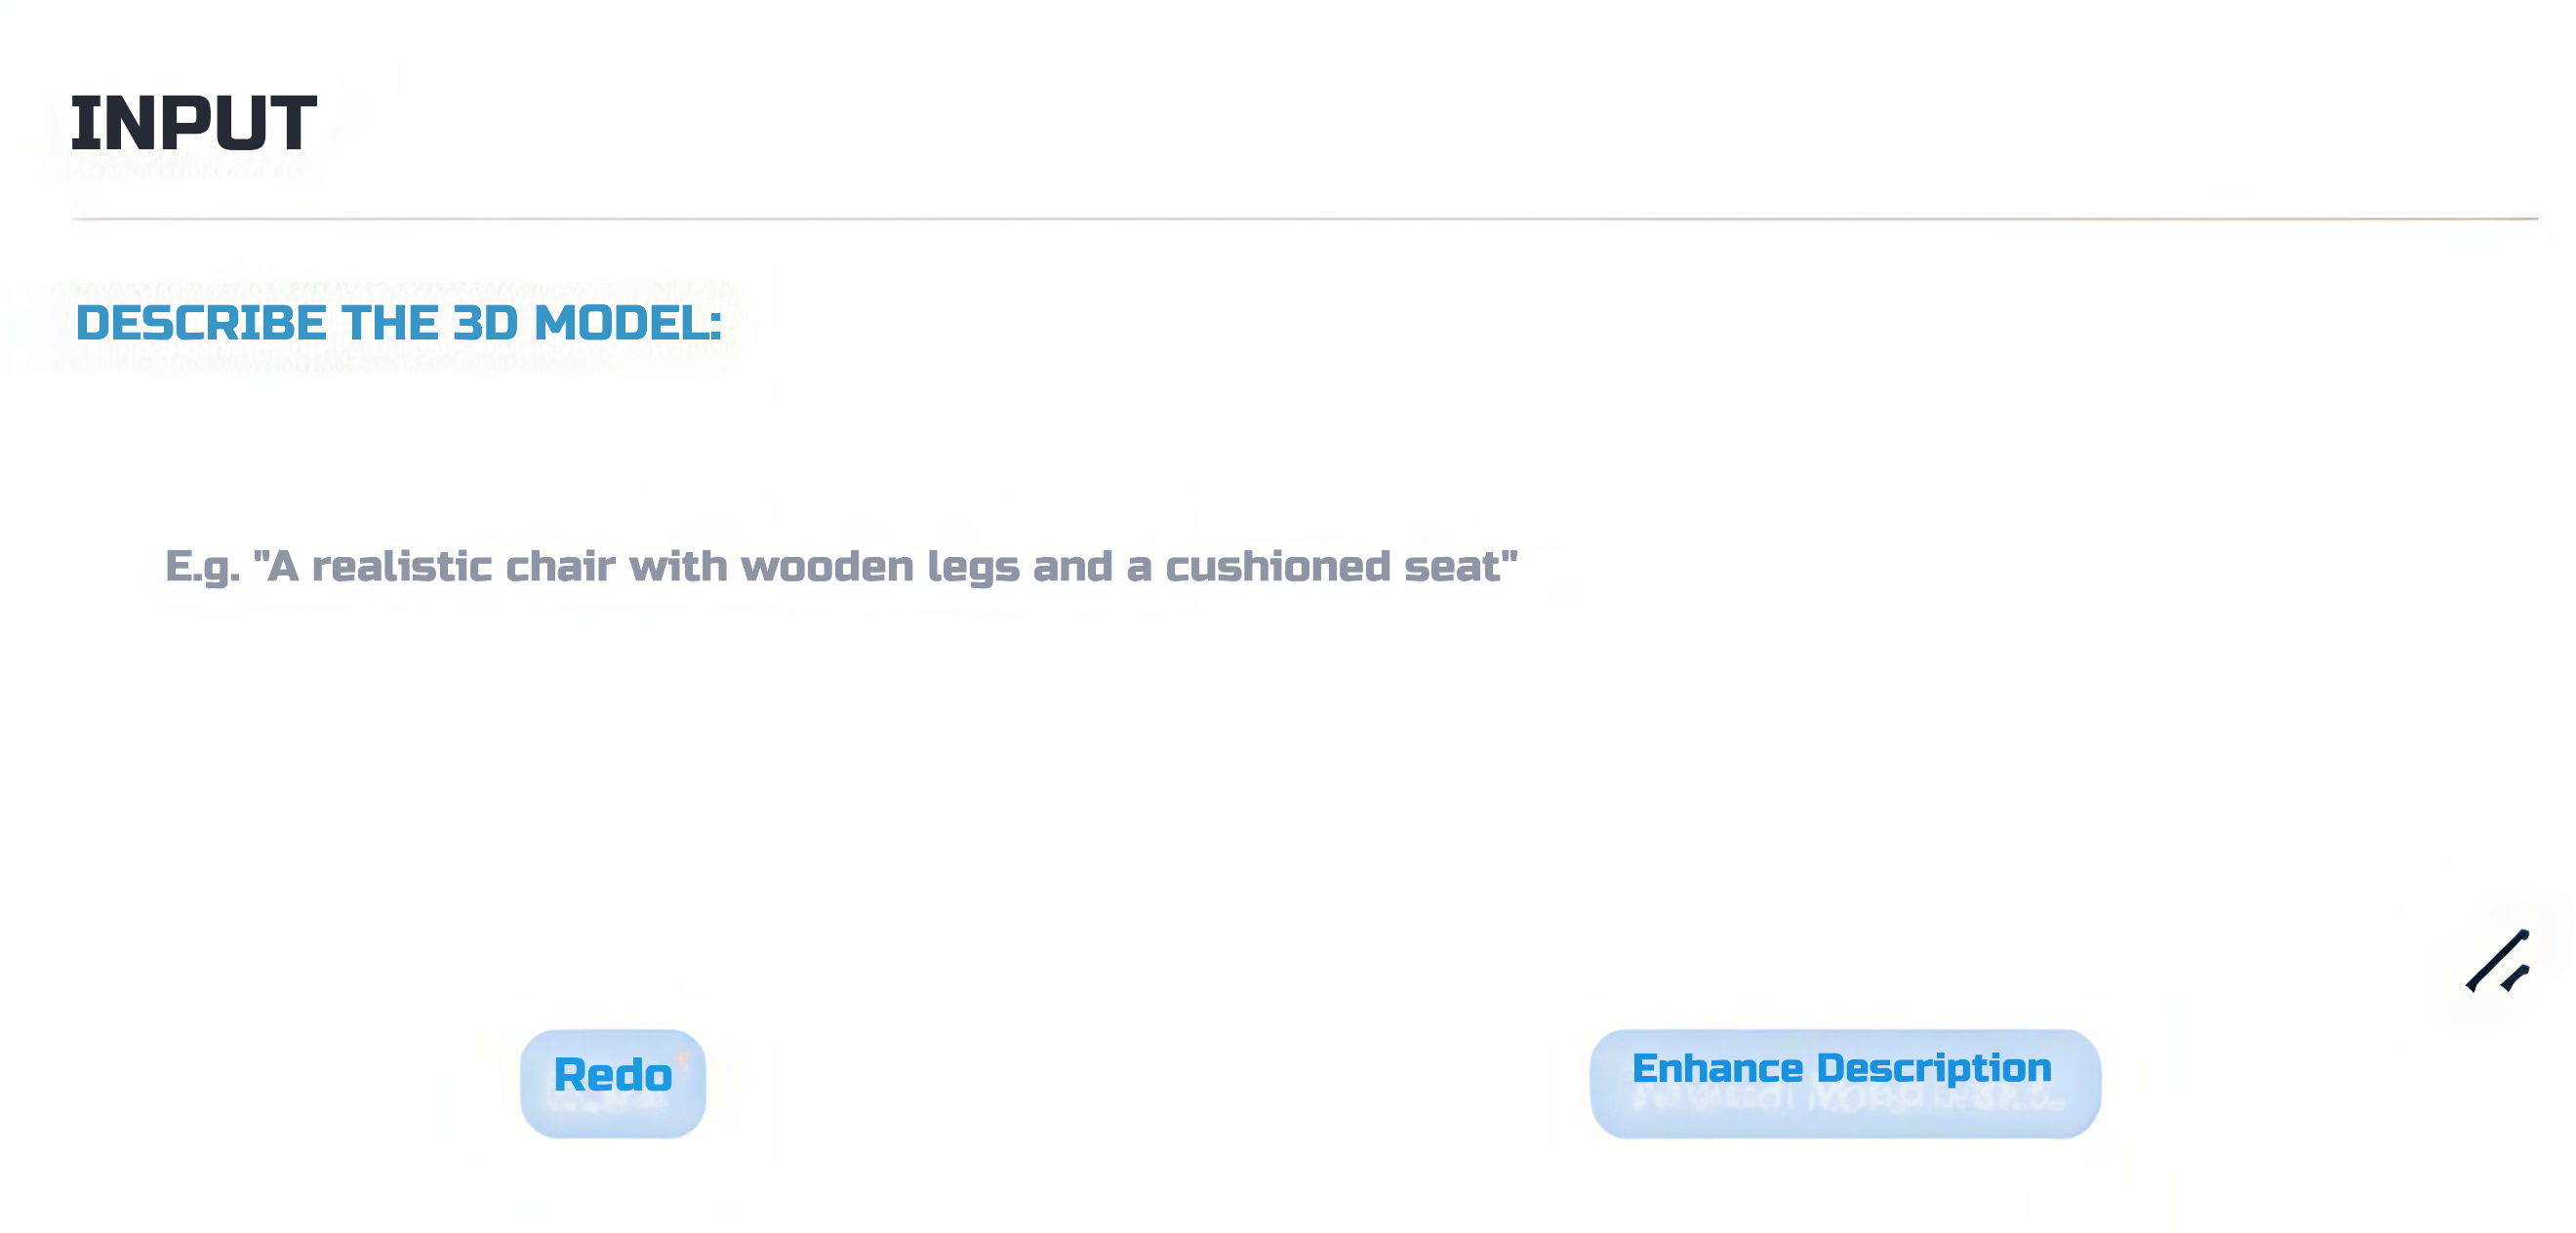 INPUT
DESCRIBE THE 3D MODEL:
E.g. "A realistic chair with wooden legs and a cushioned seat"
Redo
Enhance Description